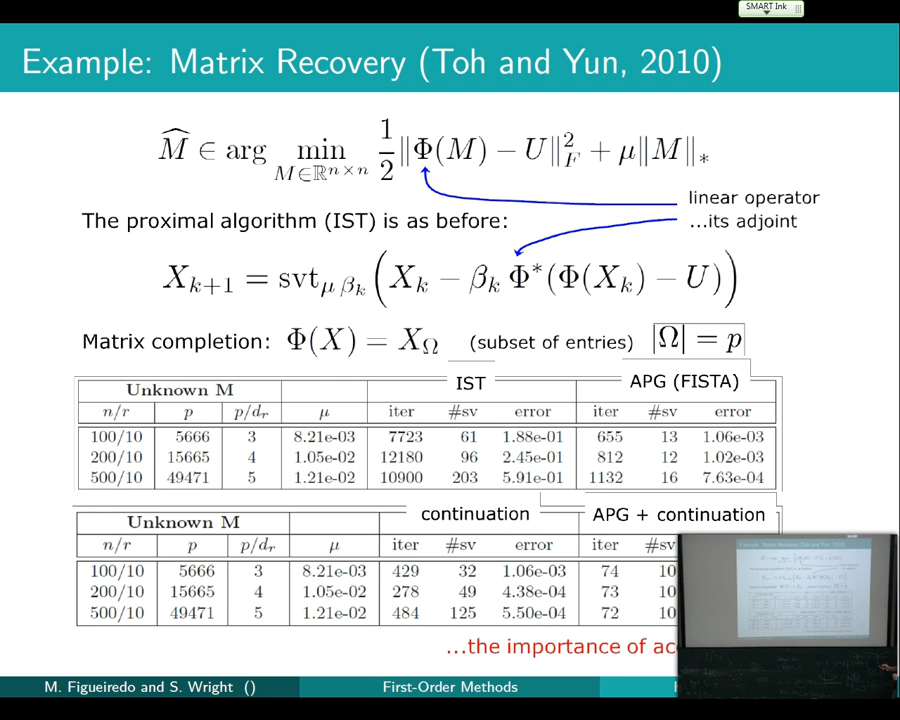 SMART Ink
Example: Matrix Recovery (Toh and Yun, 2010)
M̂ ∈ arg min_{M∈ℝ^{n×n}} 1/2 ‖Φ(M) − U‖²_F + μ‖M‖_*
linear operator
...its adjoint
The proximal algorithm (IST) is as before:
X_{k+1} = svt_{μ β_k} (X_k − β_k Φ*(Φ(X_k) − U))
Matrix completion: Φ(X) = X_Ω (subset of entries) |Ω| = p
Unknown M IST APG (FISTA)
n/r p p/d_r μ iter #sv error iter #sv error
100/10 5666 3 8.21e-03 7723 61 1.88e-01 655 13 1.06e-03
200/10 15665 4 1.05e-02 12180 96 2.45e-01 812 12 1.02e-03
500/10 49471 5 1.21e-02 10900 203 5.91e-01 1132 16 7.63e-04
Unknown M continuation APG + continuation
n/r p p/d_r μ iter #sv error iter #sv
100/10 5666 3 8.21e-03 429 32 1.06e-03 74 10
200/10 15665 4 1.05e-02 278 49 4.38e-04 73 10
500/10 49471 5 1.21e-02 484 125 5.50e-04 72 10
...the importance of
M. Figueiredo and S. Wright () First-Order Methods